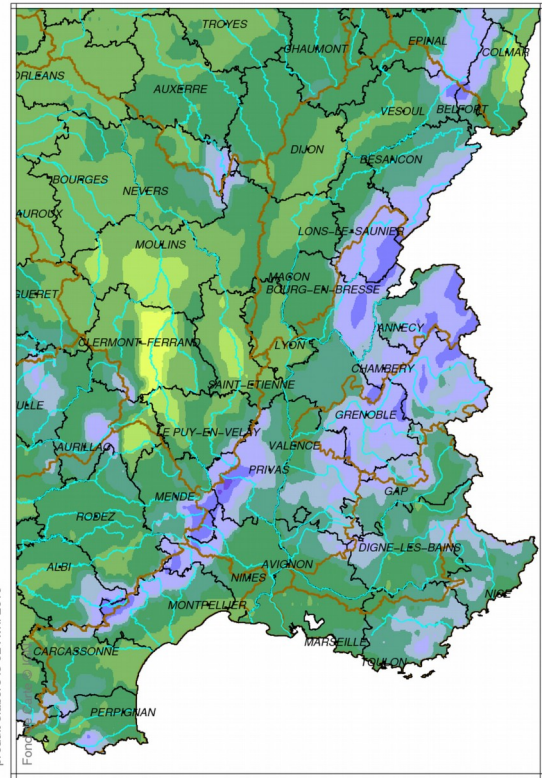 TROYES
EPINAL
CHAUMONT
COLMAR
ORLEANS
AUXERRE
VESOUL
BELFORT
DIJON
BESANCON
BOURGES
NEVERS
AUROUX
LONS-LE-SAUNIER
MOULINS
MACON
BOURG-EN-BRESSE
GUERET
ANNECY
CLERMONT-FERRAND
LYON
CHAMBERY
SAINT-ETIENNE
ULLE
GRENOBLE
LE PUY-EN-VELAY
AURILLAC
VALENCE
PRIVAS
MENDE
GAP
RODEZ
DIGNE-LES-BAINS
ALBI
AVIGNON
NIMES
NICE
MONTPELLIER
MARSEILLE
CARCASSONNE
TOULON
PERPIGNAN